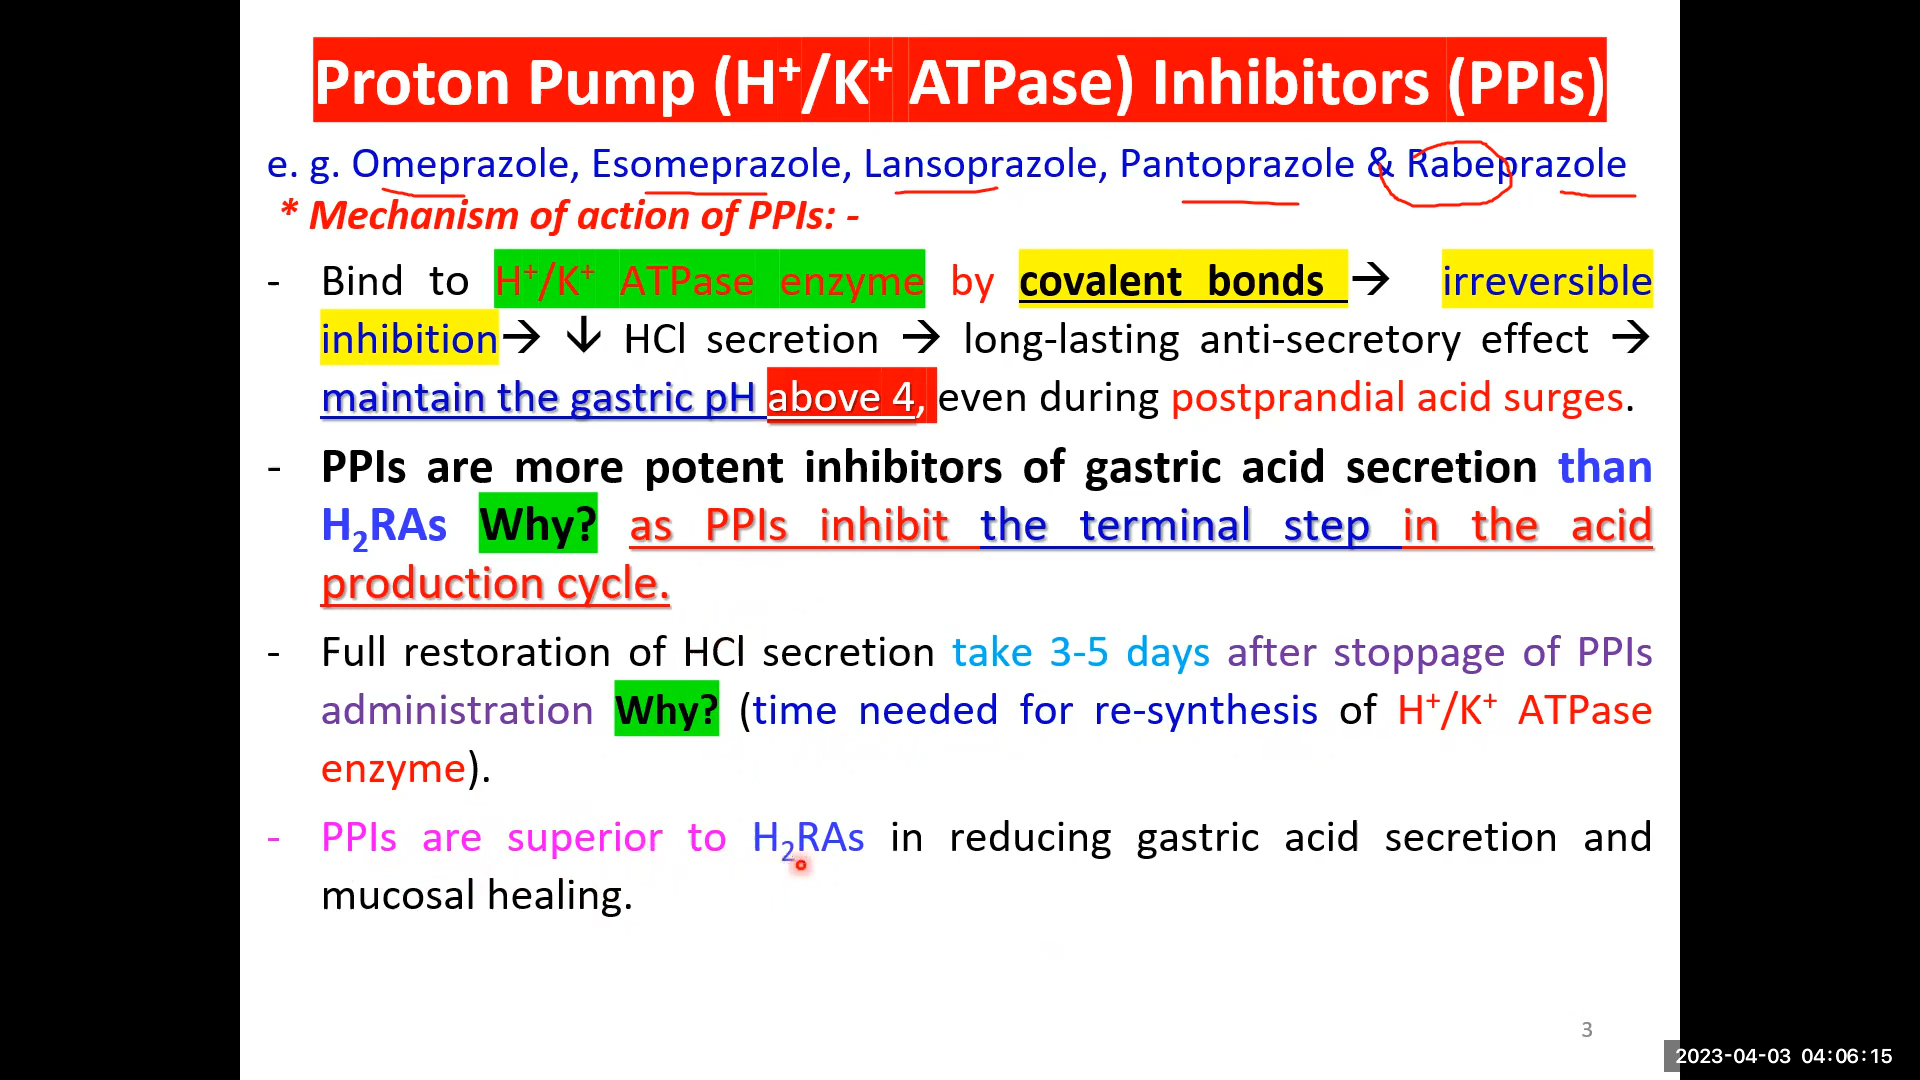 Proton Pump (H⁺/K⁺ ATPase) Inhibitors (PPIs)
e. g. Omeprazole, Esomeprazole, Lansoprazole, Pantoprazole & Rabeprazole
* Mechanism of action of PPIs: -
- Bind to H⁺/K⁺ ATPase enzyme by covalent bonds → irreversible
inhibition→ ↓ HCl secretion → long-lasting anti-secretory effect →
maintain the gastric pH above 4, even during postprandial acid surges.
- PPIs are more potent inhibitors of gastric acid secretion than
H₂RAs Why? as PPIs inhibit the terminal step in the acid
production cycle.
- Full restoration of HCl secretion take 3-5 days after stoppage of PPIs
administration Why? (time needed for re-synthesis of H⁺/K⁺ ATPase
enzyme).
- PPIs are superior to H₂RAs in reducing gastric acid secretion and
mucosal healing.
3
2023-04-03 04:06:15